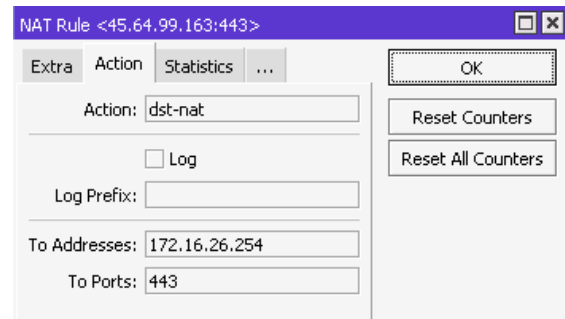 NAT Rule <45.64.99.163:443>
Extra Action Statistics ...
OK
Action: dst-nat
Reset Counters
Log
Reset All Counters
Log Prefix:
To Addresses: 172.16.26.254
To Ports: 443